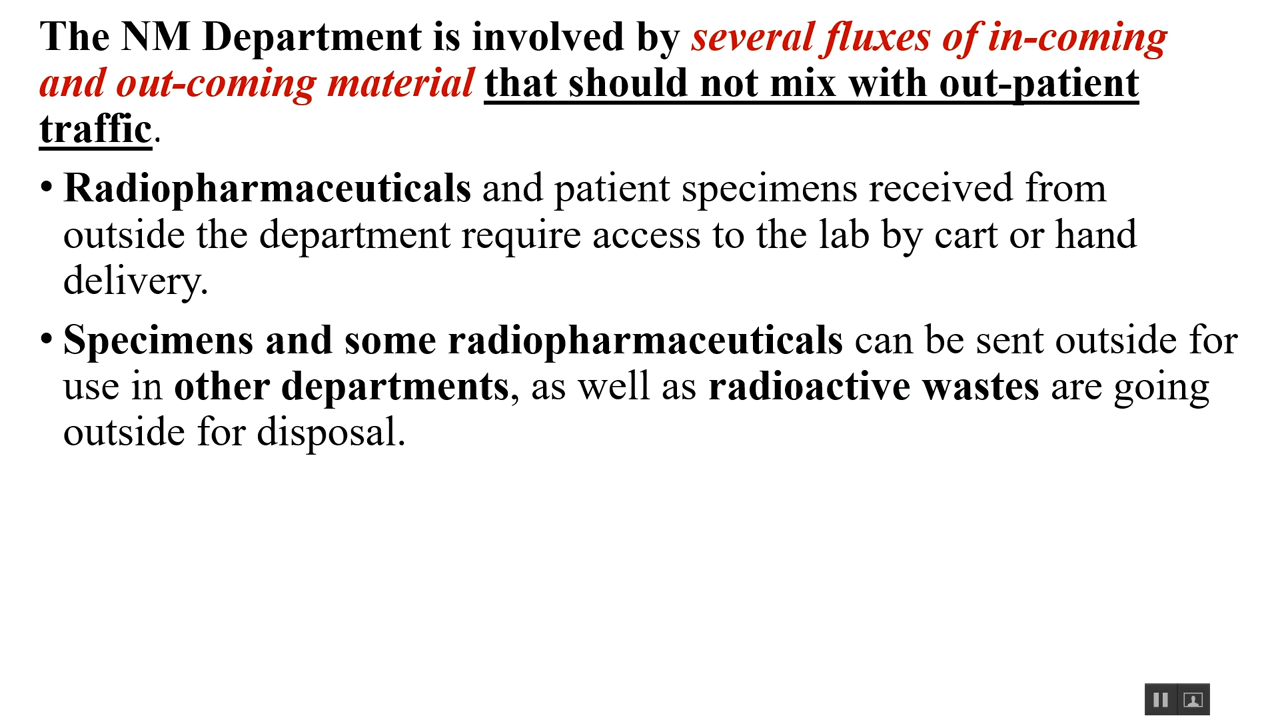 The NM Department is involved by several fluxes of in-coming
and out-coming material that should not mix with out-patient
traffic.
• Radiopharmaceuticals and patient specimens received from
outside the department require access to the lab by cart or hand
delivery.
• Specimens and some radiopharmaceuticals can be sent outside for
use in other departments, as well as radioactive wastes are going
outside for disposal.